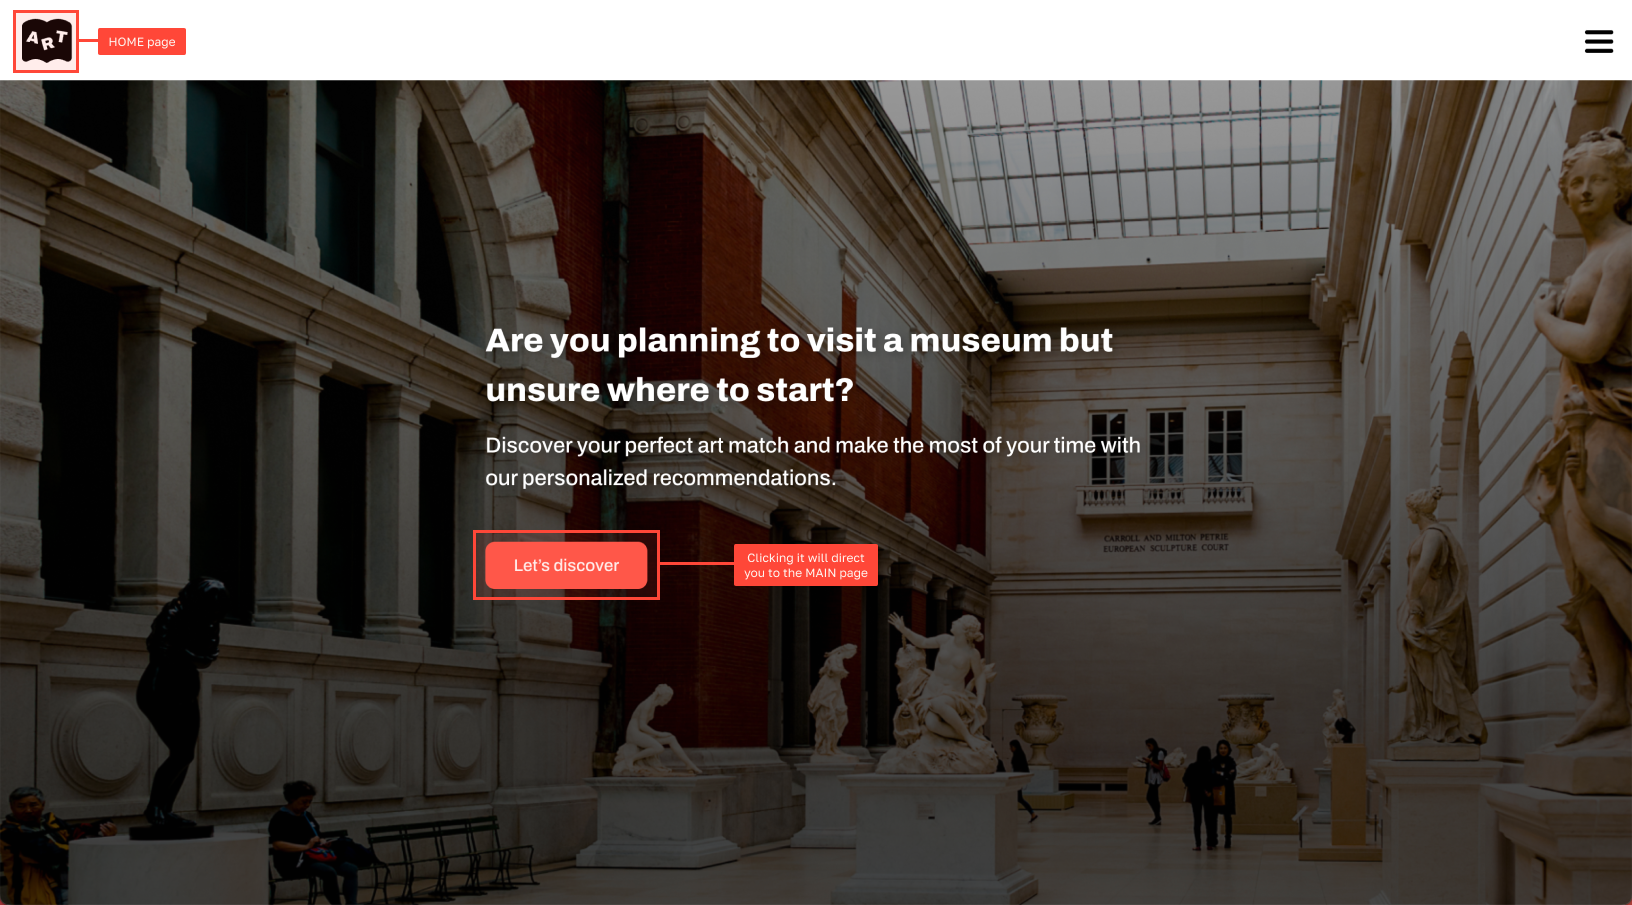 ART
HOME page
Are you planning to visit a museum but
unsure where to start?
Discover your perfect art match and make the most of your time with
our personalized recommendations.
Let's discover
Clicking it will direct
you to the MAIN page
CARROLL AND MILTON PETRIE
EUROPEAN SCULPTURE COURT